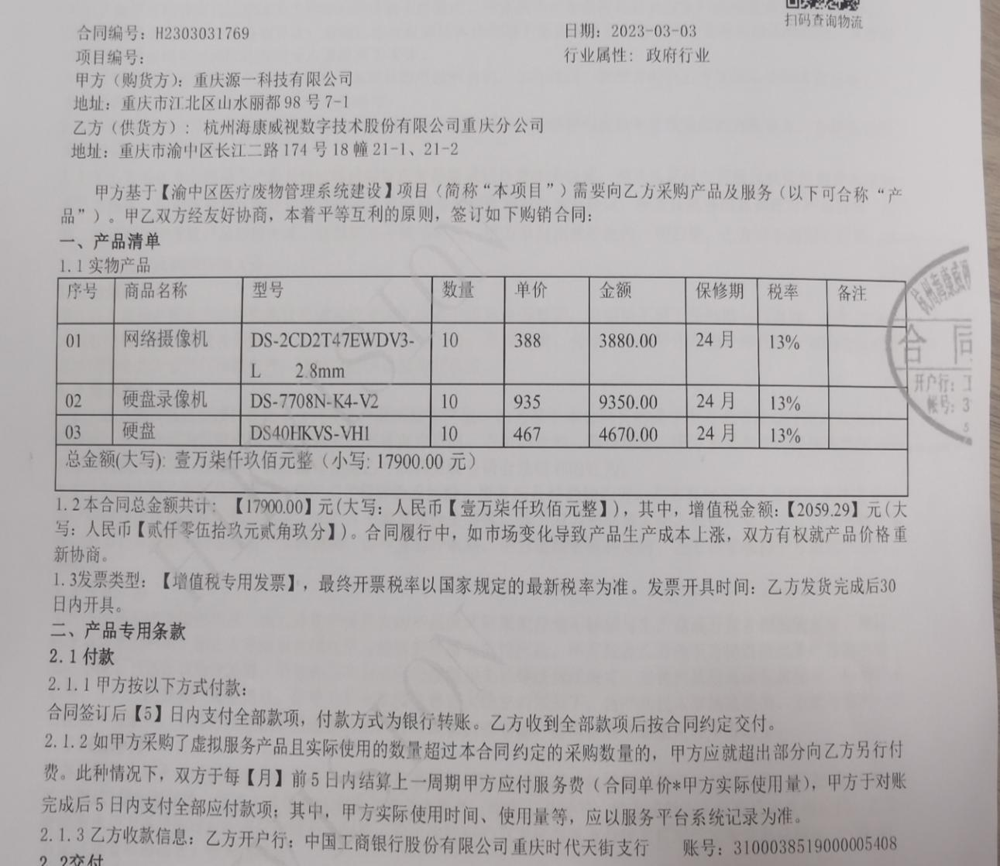 扫码查询物流
合同编号：H2303031769
日期：2023-03-03
项目编号：
行业属性：政府行业
甲方（购货方）：重庆源一科技有限公司
地址：重庆市江北区山水丽都 98 号 7-1
乙方（供货方）：杭州海康威视数字技术股份有限公司重庆分公司
地址：重庆市渝中区长江二路 174 号 18 幢 21-1、21-2
甲方基于【渝中区医疗废物管理系统建设】项目（简称“本项目”）需要向乙方采购产品及服务（以下可合称“产
品”）。甲乙双方经友好协商，本着平等互利的原则，签订如下购销合同：
一、产品清单
1.1 实物产品
序号 商品名称 型号 数量 单价 金额 保修期 税率 备注
01 网络摄像机 DS-2CD2T47EWDV3- 10 388 3880.00 24 月 13%
L 2.8mm
02 硬盘录像机 DS-7708N-K4-V2 10 935 9350.00 24 月 13%
03 硬盘 DS40HKVS-VH1 10 467 4670.00 24 月 13%
总金额(大写)：壹万柒仟玖佰元整（小写：17900.00 元）
合 同
开户行：工
帐号：3
1.2 本合同总金额共计：【17900.00】元(大写：人民币【壹万柒仟玖佰元整】)，其中，增值税金额：【2059.29】元(大
写：人民币【贰仟零伍拾玖元贰角玖分】)。合同履行中，如市场变化导致产品生产成本上涨，双方有权就产品价格重
新协商。
1.3发票类型：【增值税专用发票】，最终开票税率以国家规定的最新税率为准。发票开具时间：乙方发货完成后30
日内开具。
二、产品专用条款
2.1 付款
2.1.1 甲方按以下方式付款：
合同签订后【5】日内支付全部款项，付款方式为银行转账。乙方收到全部款项后按合同约定交付。
2.1.2 如甲方采购了虚拟服务产品且实际使用的数量超过本合同约定的采购数量的，甲方应就超出部分向乙方另行付
费。此种情况下，双方于每【月】前 5 日内结算上一周期甲方应付服务费（合同单价*甲方实际使用量），甲方于对账
完成后 5 日内支付全部应付款项；其中，甲方实际使用时间、使用量等，应以服务平台系统记录为准。
2.1.3 乙方收款信息：乙方开户行：中国工商银行股份有限公司重庆时代天街支行 账号：3100038519000005408
2.2交付
HIKVISION